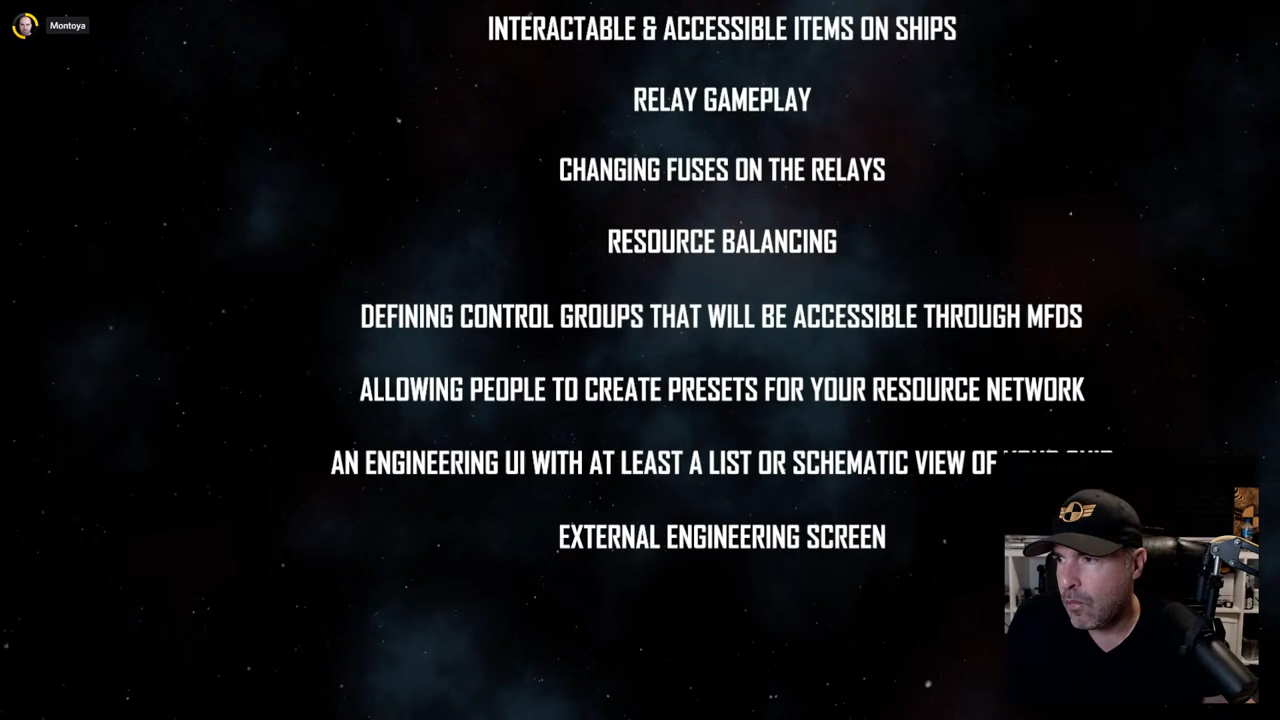 Montoya
INTERACTABLE & ACCESSIBLE ITEMS ON SHIPS
RELAY GAMEPLAY
CHANGING FUSES ON THE RELAYS
RESOURCE BALANCING
DEFINING CONTROL GROUPS THAT WILL BE ACCESSIBLE THROUGH MFDS
ALLOWING PEOPLE TO CREATE PRESETS FOR YOUR RESOURCE NETWORK
AN ENGINEERING UI WITH AT LEAST A LIST OR SCHEMATIC VIEW OF
EXTERNAL ENGINEERING SCREEN